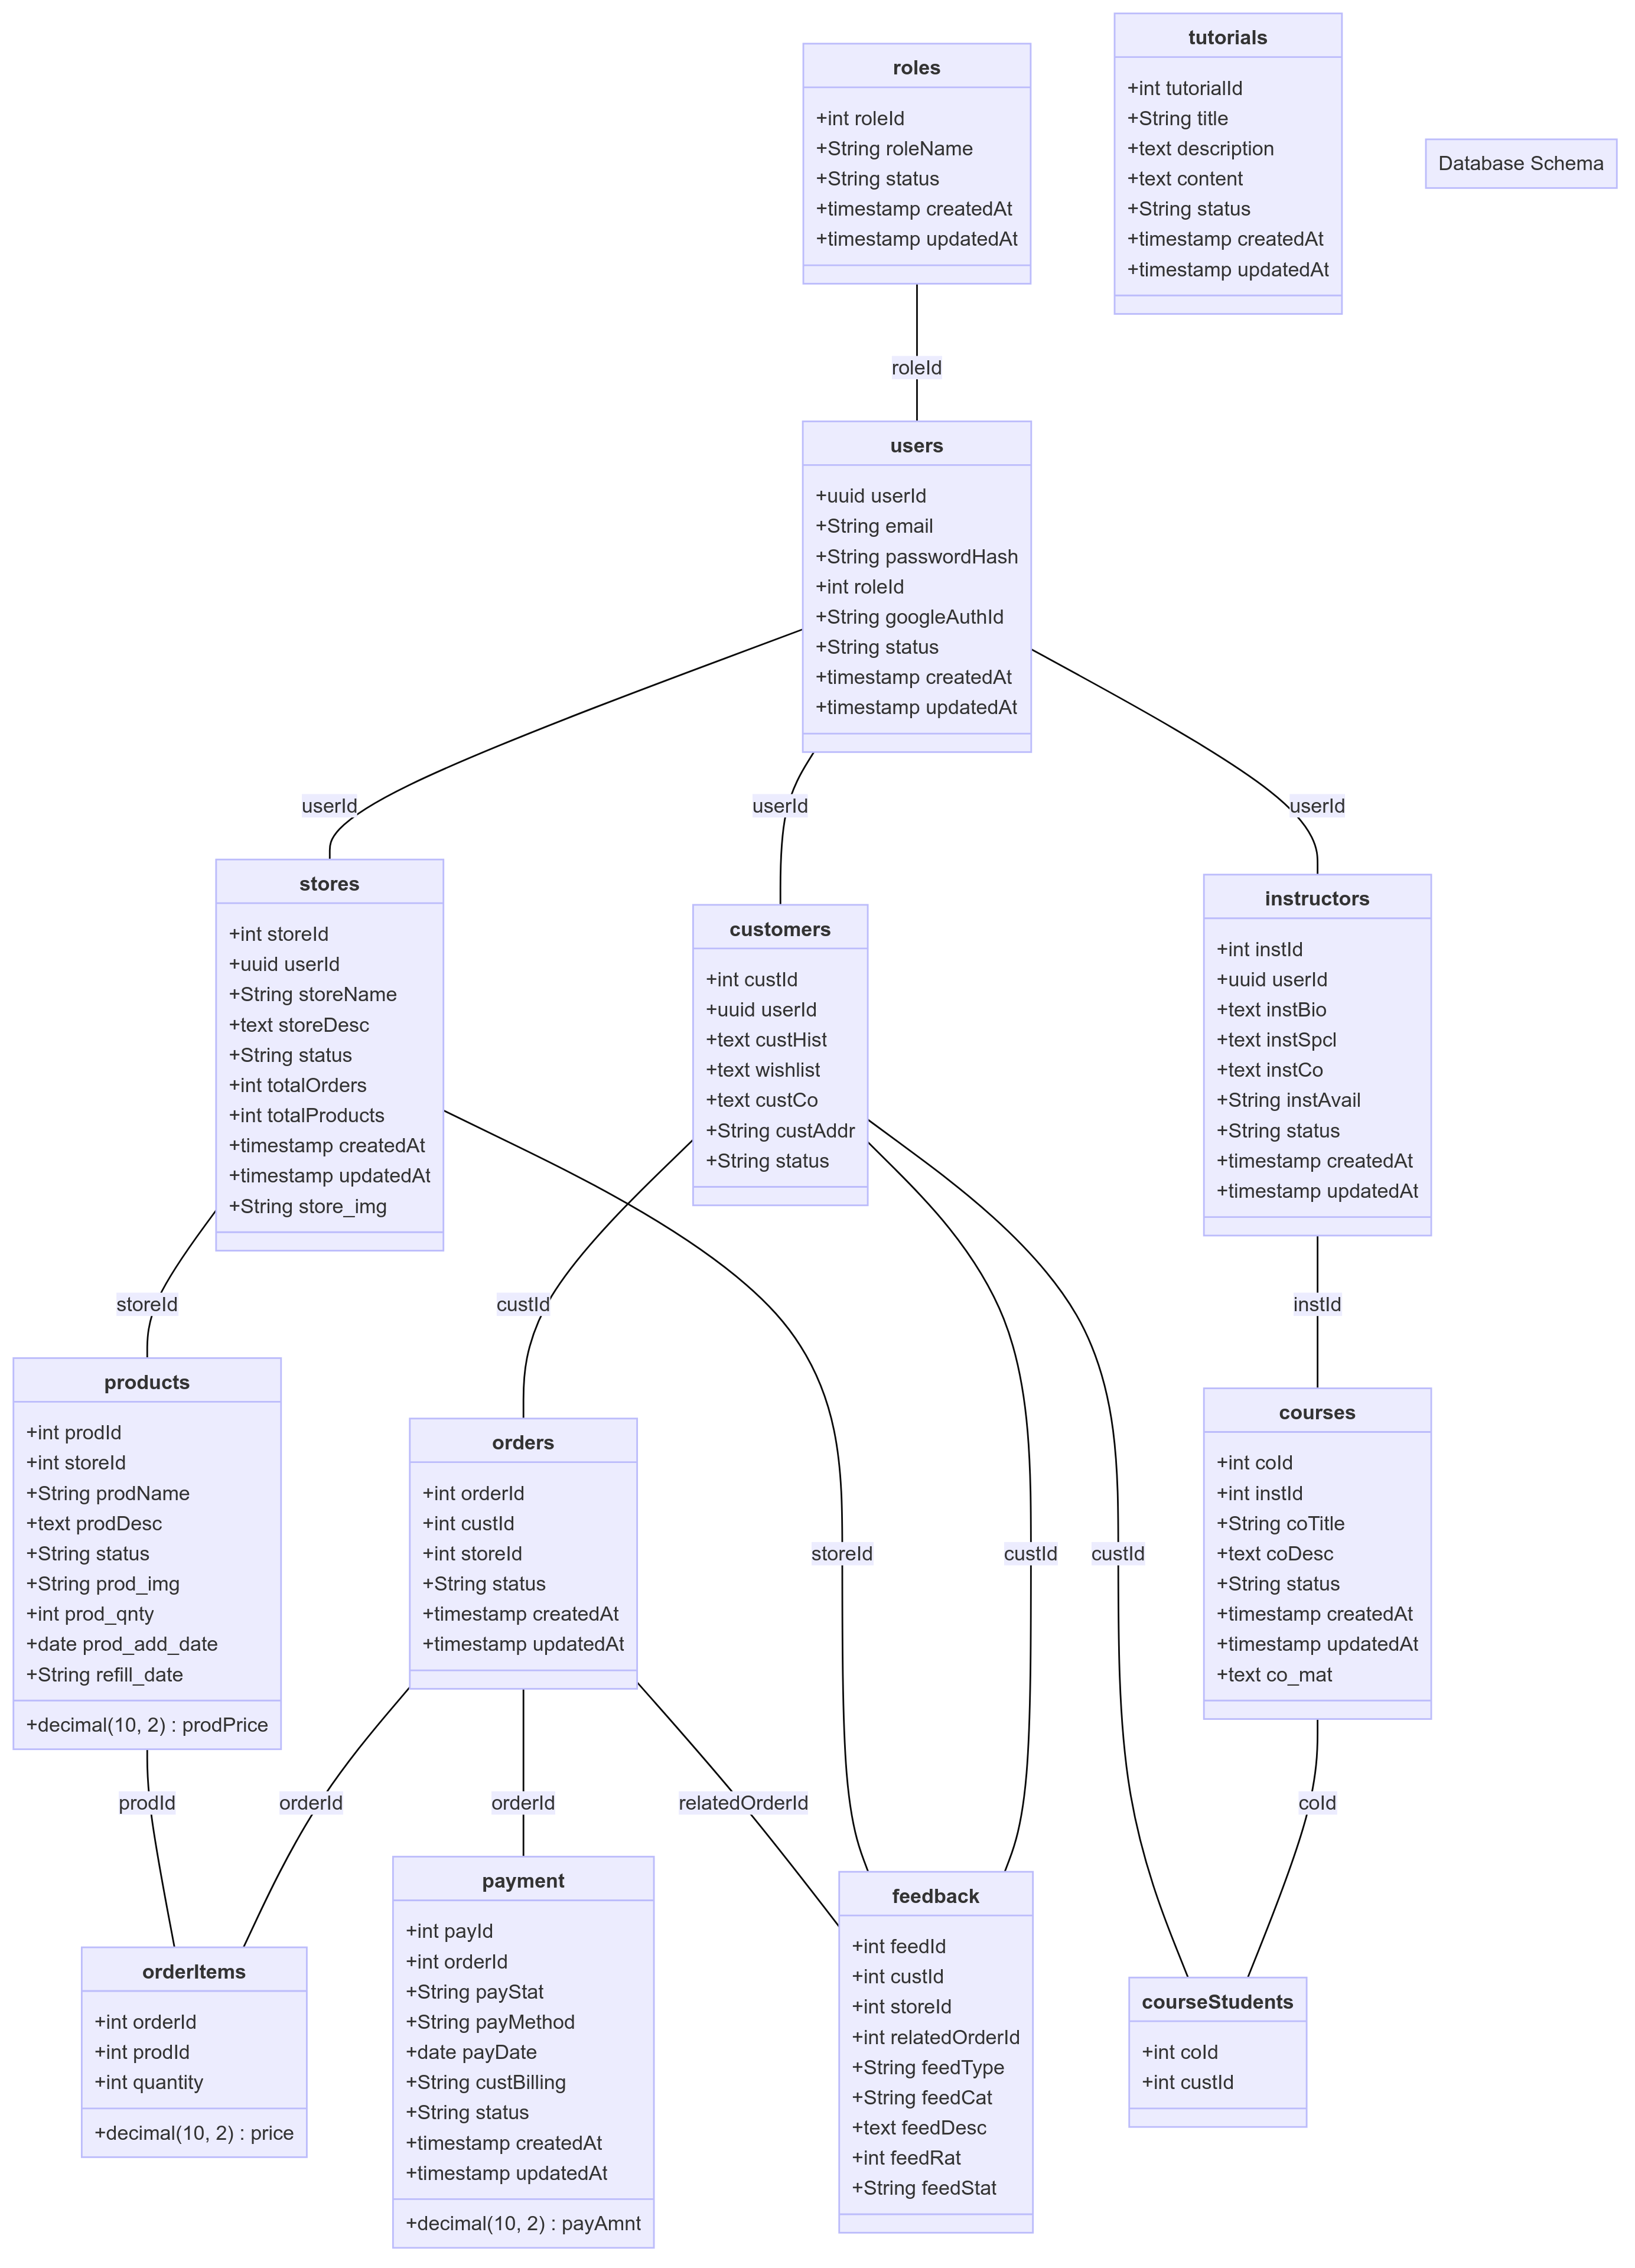 tutorials
+int tutorialId
+String title
+text description
+text content
+String status
+timestamp createdAt
+timestamp updatedAt
Database Schema
roles
+int roleId
+String roleName
+String status
+timestamp createdAt
+timestamp updatedAt
roleId
users
+uuid userId
+String email
+String passwordHash
+int roleId
+String googleAuthId
+String status
+timestamp createdAt
+timestamp updatedAt
userId
userId
userId
stores
+int storeId
+uuid userId
+String storeName
+text storeDesc
+String status
+int totalOrders
+int totalProducts
+timestamp createdAt
+timestamp updatedAt
+String store_img
customers
+int custId
+uuid userId
+text custHist
+text wishlist
+text custCo
+String custAddr
+String status
instructors
+int instId
+uuid userId
+text instBio
+text instSpcl
+text instCo
+String instAvail
+String status
+timestamp createdAt
+timestamp updatedAt
storeId
custId
instId
products
+int prodId
+int storeId
+String prodName
+text prodDesc
+String status
+String prod_img
+int prod_qnty
+date prod_add_date
+String refill_date
+decimal(10, 2) : prodPrice
orders
+int orderId
+int custId
+int storeId
+String status
+timestamp createdAt
+timestamp updatedAt
storeId
custId
custId
courses
+int coId
+int instId
+String coTitle
+text coDesc
+String status
+timestamp createdAt
+timestamp updatedAt
+text co_mat
prodId
orderId
orderId
relatedOrderId
coId
orderItems
+int orderId
+int prodId
+int quantity
+decimal(10, 2) : price
payment
+int payId
+int orderId
+String payStat
+String payMethod
+date payDate
+String custBilling
+String status
+timestamp createdAt
+timestamp updatedAt
+decimal(10, 2) : payAmnt
feedback
+int feedId
+int custId
+int storeId
+int relatedOrderId
+String feedType
+String feedCat
+text feedDesc
+int feedRat
+String feedStat
courseStudents
+int coId
+int custId